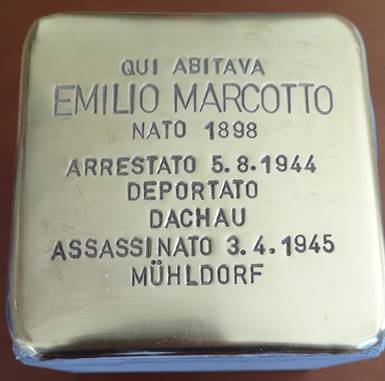 QUI ABITAVA
EMILIO MARCOTTO
NATO 1898
ARRESTATO 5.8.1944
DEPORTATO
DACHAU
ASSASSINATO 3.4.1945
MÜHLDORF